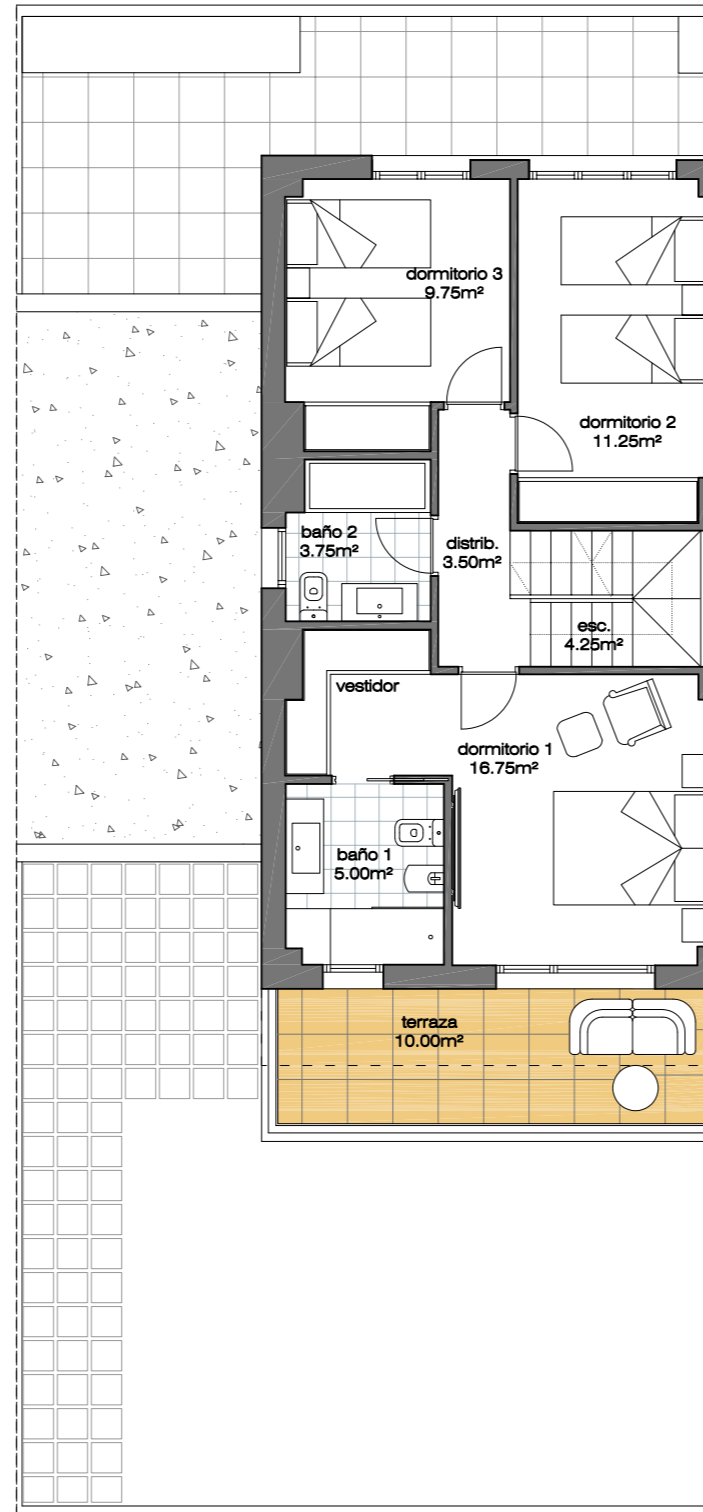 dormitorio 3
9.75m²
dormitorio 2
11.25m²
baño 2
3.75m²
distrib.
3.50m²
esc.
4.25m²
vestidor
dormitorio 1
16.75m²
baño 1
5.00m²
terraza
10.00m²